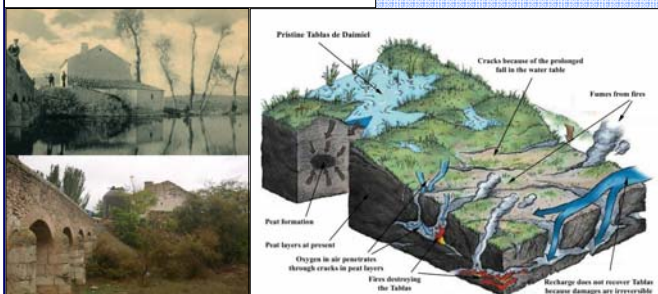 Pristine Tablas de Daimiel
Cracks because of the prolonged
fall in the water table
Fumes from fires
Peat formation
Peat layers at present
Oxygen in air penetrates
through cracks in peat layers
Fires destroying
the Tablas
Recharge does not recover Tablas
because damages are irreversible